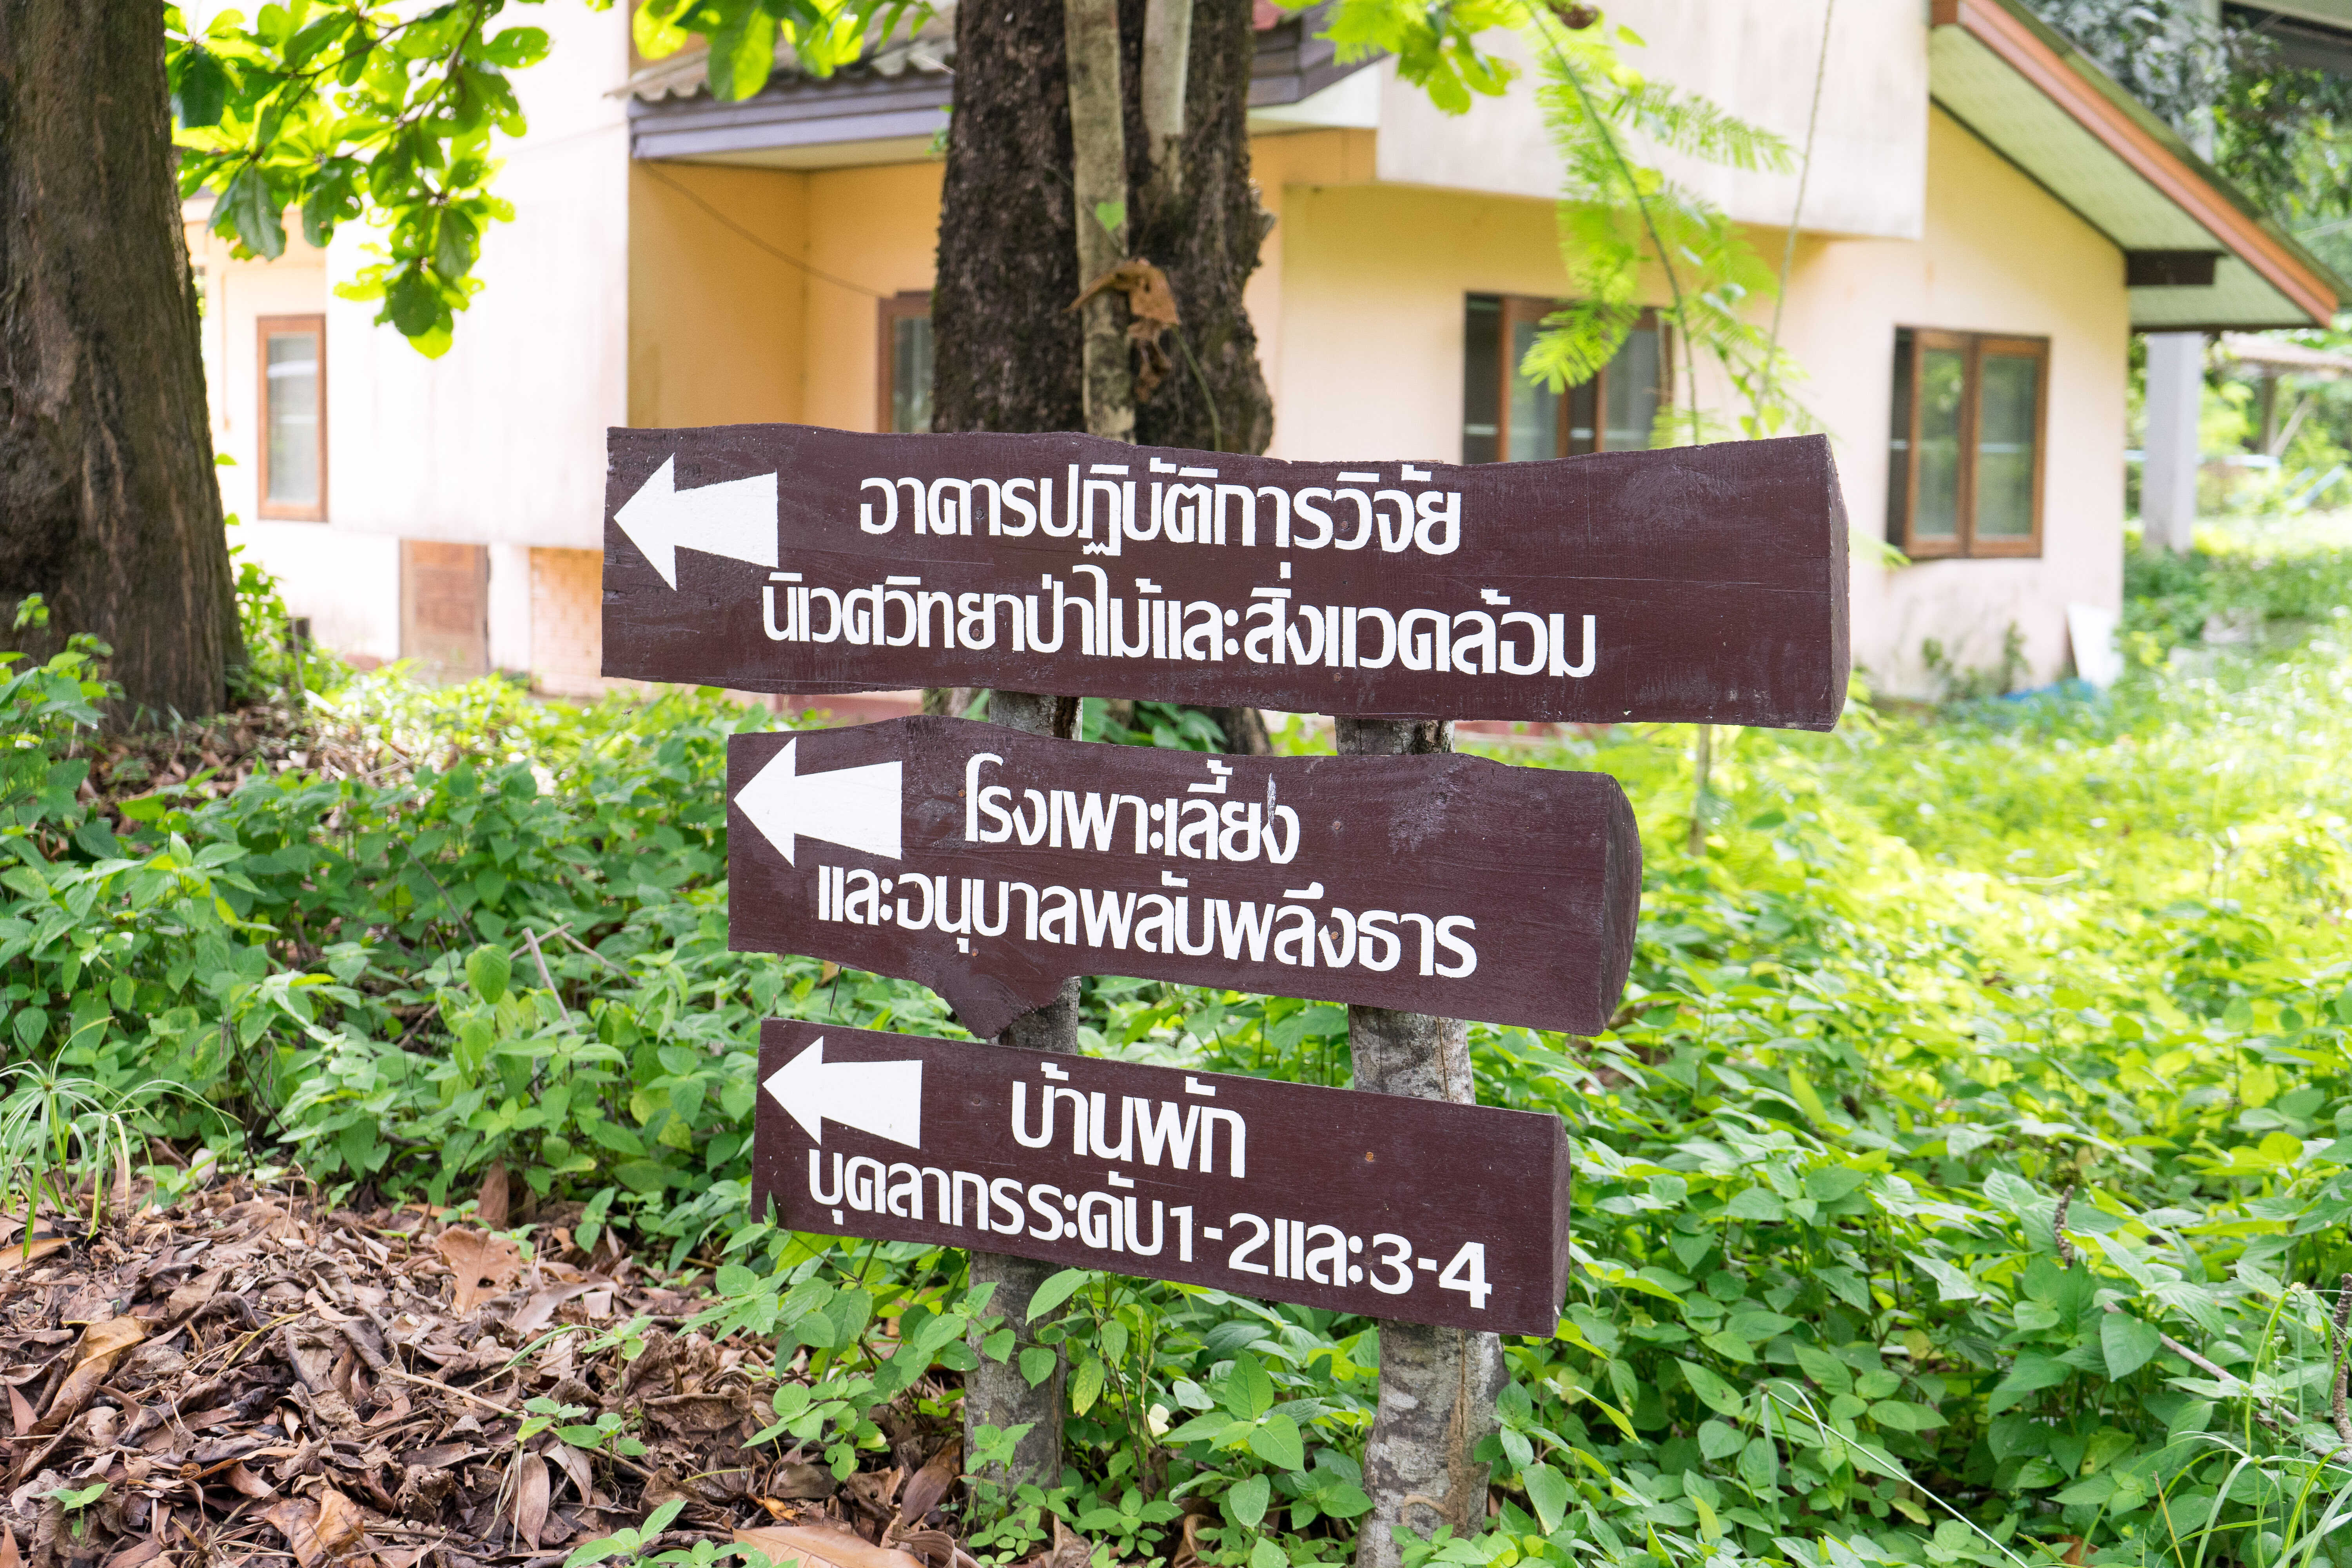 อาคารปฏิบัติการวิจัย
นิเวศวิทยาป่าไม้และสิ่งแวดล้อม
โรงเพาะเลี้ยง
และอนุบาลพลับพลึงธาร
บ้านพัก
บุคลากรระดับ1-2และ3-4